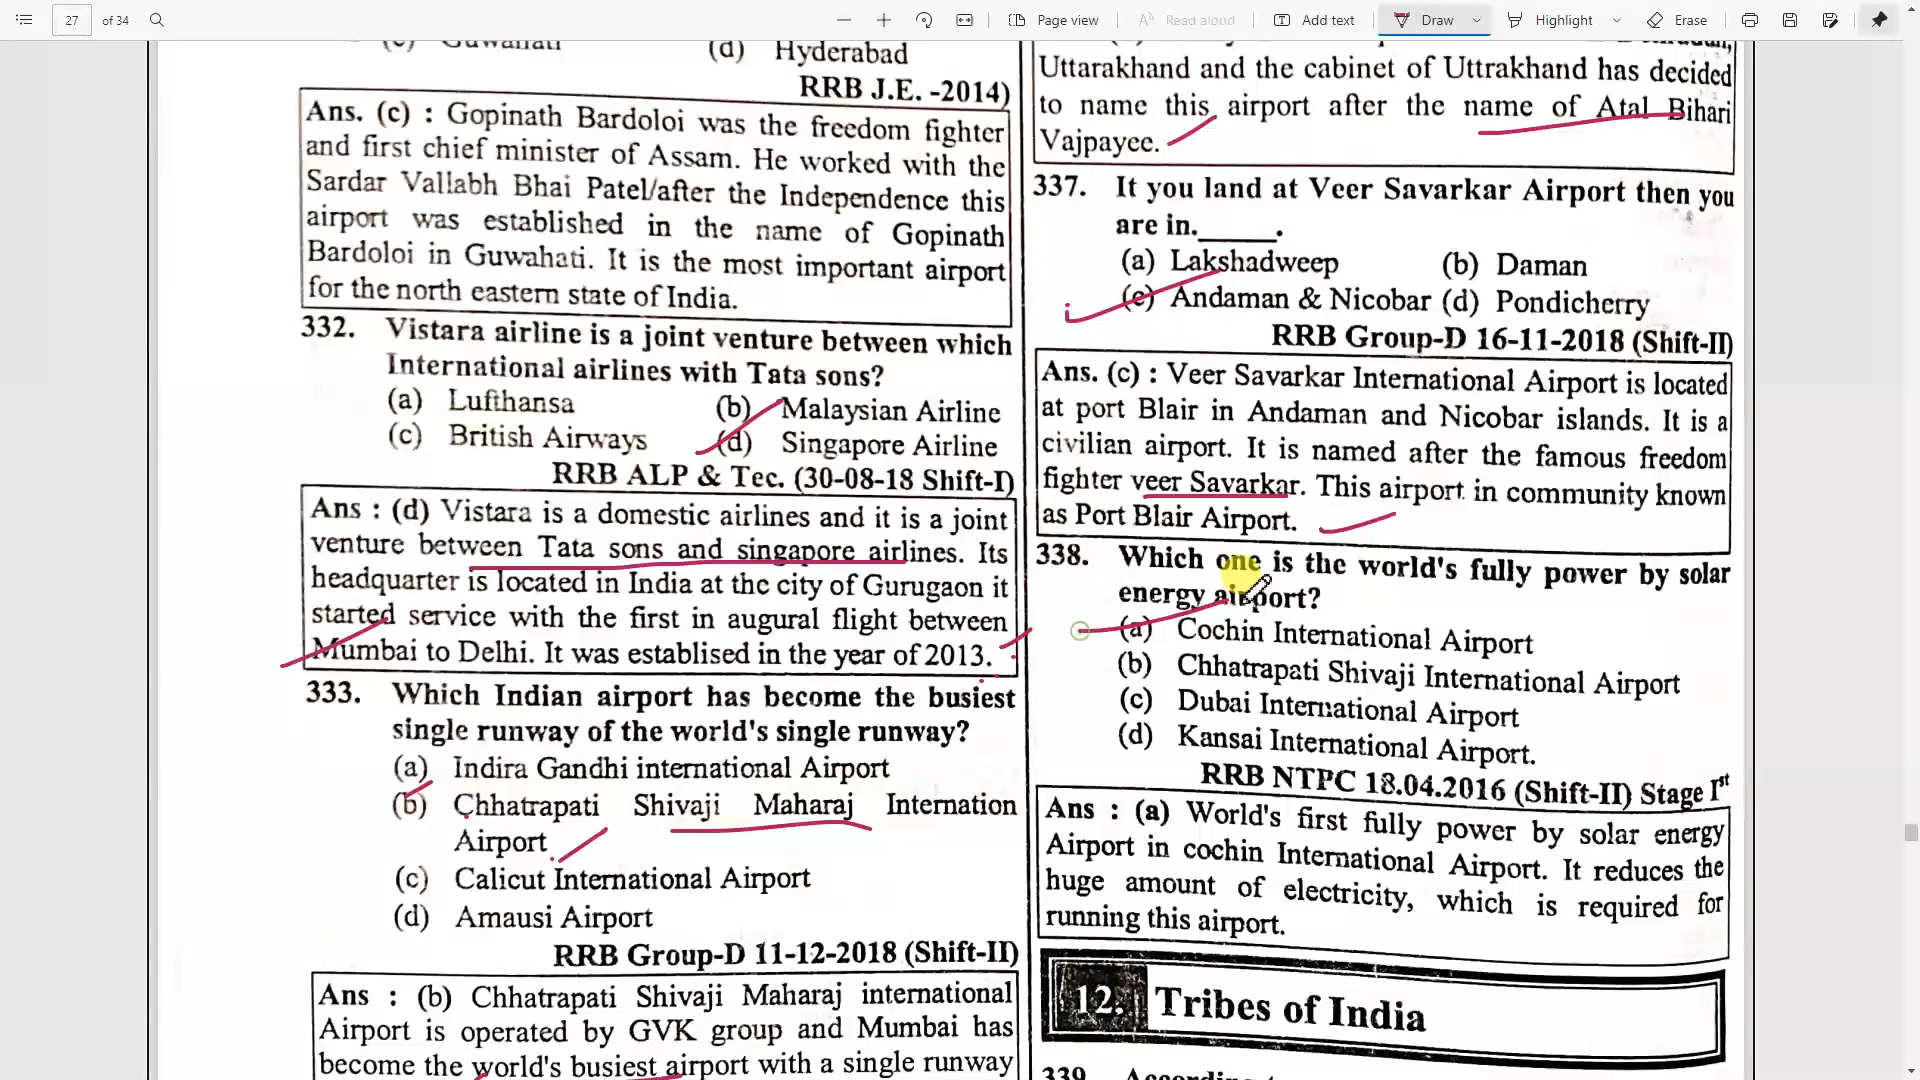 27 of 34
Page view
Read aloud
Add text
Draw
Highlight
Erase
(c) Guwahati (d) Hyderabad
RRB J.E. -2014)
Ans. (c) : Gopinath Bardoloi was the freedom fighter
and first chief minister of Assam. He worked with the
Sardar Vallabh Bhai Patel/after the Independence this
airport was established in the name of Gopinath
Bardoloi in Guwahati. It is the most important airport
for the north eastern state of India.
332. Vistara airline is a joint venture between which
International airlines with Tata sons?
(a) Lufthansa (b) Malaysian Airline
(c) British Airways (d) Singapore Airline
RRB ALP & Tec. (30-08-18 Shift-I)
Ans : (d) Vistara is a domestic airlines and it is a joint
venture between Tata sons and singapore airlines. Its
headquarter is located in India at the city of Gurugaon it
started service with the first in augural flight between
Mumbai to Delhi. It was establised in the year of 2013.
333. Which Indian airport has become the busiest
single runway of the world's single runway?
(a) Indira Gandhi international Airport
(b) Chhatrapati Shivaji Maharaj Internation
Airport
(c) Calicut International Airport
(d) Amausi Airport
RRB Group-D 11-12-2018 (Shift-II)
Ans : (b) Chhatrapati Shivaji Maharaj international
Airport is operated by GVK group and Mumbai has
become the world's busiest airport with a single runway
Uttarakhand and the cabinet of Uttrakhand has decided
to name this airport after the name of Atal Bihari
Vajpayee.
337. It you land at Veer Savarkar Airport then you
are in._____.
(a) Lakshadweep (b) Daman
(c) Andaman & Nicobar (d) Pondicherry
RRB Group-D 16-11-2018 (Shift-II)
Ans. (c) : Veer Savarkar International Airport is located
at port Blair in Andaman and Nicobar islands. It is a
civilian airport. It is named after the famous freedom
fighter veer Savarkar. This airport in community known
as Port Blair Airport.
338. Which one is the world's fully power by solar
energy airport?
(a) Cochin International Airport
(b) Chhatrapati Shivaji International Airport
(c) Dubai International Airport
(d) Kansai International Airport.
RRB NTPC 18.04.2016 (Shift-II) Stage Ist
Ans : (a) World's first fully power by solar energy
Airport in cochin International Airport. It reduces the
huge amount of electricity, which is required for
running this airport.
12. Tribes of India
339.